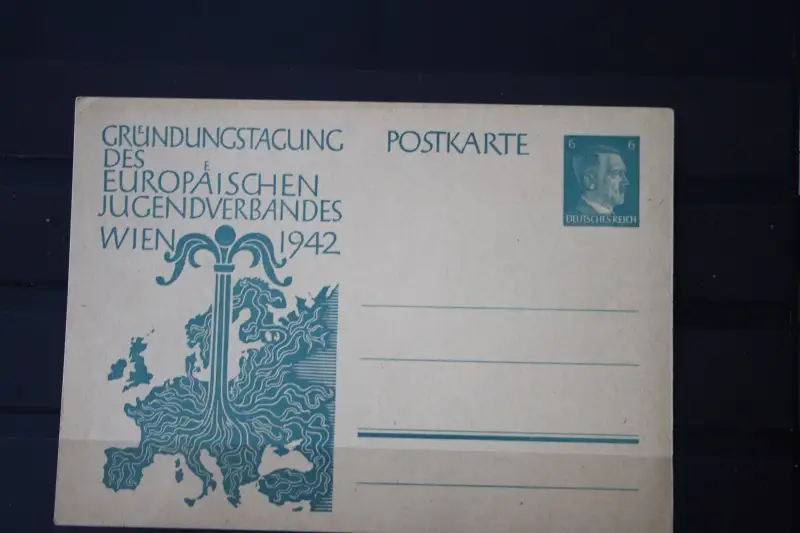 GRÜNDUNGSTAGUNG
DES
EUROPÄISCHEN
JUGENDVERBANDES
WIEN 1942
POSTKARTE
6 6
DEUTSCHES REICH